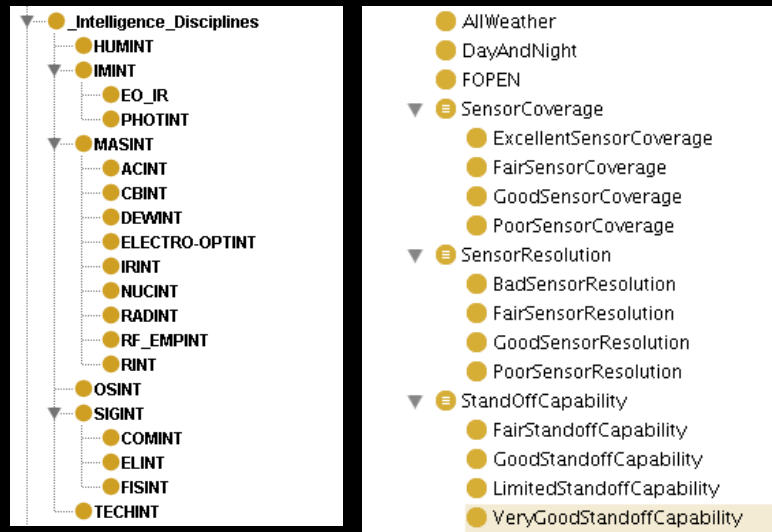 _Intelligence_Disciplines
HUMINT
IMINT
EO_IR
PHOTINT
MASINT
ACINT
CBINT
DEWINT
ELECTRO-OPTINT
IRINT
NUCINT
RADINT
RF_EMPINT
RINT
OSINT
SIGINT
COMINT
ELINT
FISINT
TECHINT
AllWeather
DayAndNight
FOPEN
SensorCoverage
ExcellentSensorCoverage
FairSensorCoverage
GoodSensorCoverage
PoorSensorCoverage
SensorResolution
BadSensorResolution
FairSensorResolution
GoodSensorResolution
PoorSensorResolution
StandOffCapability
FairStandoffCapability
GoodStandoffCapability
LimitedStandoffCapability
VeryGoodStandoffCapability